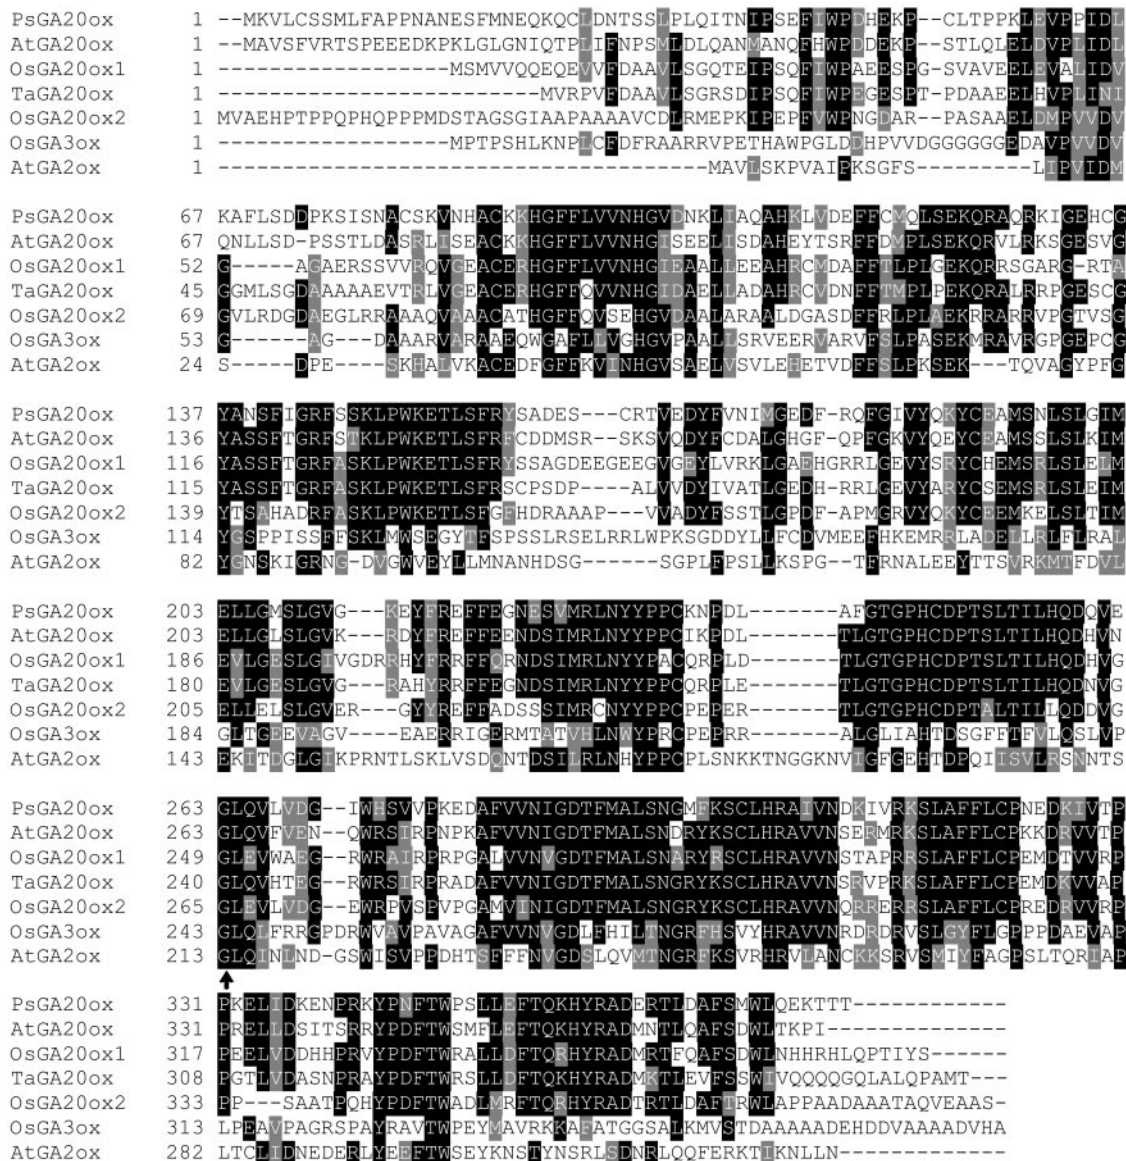 PsGA20ox 1 --MKVLCSSMLFAPPNANESFMNEQKQCLDNTSSLPLQITNIPSEFIWPDHEKP--CLTPPKLEVPPIDL
AtGA20ox 1 --MAVSFVRTSPEEEDKPKLGLGNIQTPLIFNPSMLDLQANMANQFHWPDDEKP--STLQLELDVPLIDL
OsGA20ox1 1 -----------------MSMVVQQEQEVVFDAAVLSGQTEIPSQFIWPAEESPG-SVAVEELEVALIDV
TaGA20ox 1 ------------------------MVRPVFDAAVLSGRSDIPSQFIWPEGESPT-PDAAEELHVPLINI
OsGA20ox2 1 MVAEHPTPPQPHQPPPMDSTAGSGIAAPAAAAVCDLRMEPKIPEPFVWPNGDAR--PASAAELDMPVVDV
OsGA3ox 1 -----------------MPTPSHLKNPLCFDFRAARRVPETHAWPGLDDHPVVDGGGGGGEDAVPVVDV
AtGA2ox 1 ------------------------------------MAVLSKPVAIPKSGFS---------LIPVIDM
PsGA20ox 67 KAFLSDDPKSISNACSKVNHACKKHGFFLVVNHGVDNKLIAQAHKLVDEFFCMQLSEKQRAQRKIGEHCG
AtGA20ox 67 QNLLSD-PSSTLDASRLISEACKKHGFFLVVNHGISEELISDAHEYTSRFFDMPLSEKQRVLRKSGESVG
OsGA20ox1 52 G-----AGAERSSVVRQVGEACERHGFFLVVNHGIEAALLEEAHRCMDAFFTLPLGEKQRRSGARG-RTA
TaGA20ox 45 GGMLSGDAAAAAEVTRLVGEACERHGFFQVVNHGIDAELLADAHRCVDNFFTMPLPEKQRALRRPGESCG
OsGA20ox2 69 GVLRDGDAEGLRRAAAQVAAACATHGFFQVSEHGVDAALARAALDGASDFFRLPLAEKRRARRVPGTVSG
OsGA3ox 53 G-----AG---DAAARVARAAEQWGAFLLVGHGVPAALLSRVEERVARVFSLPASEKMRAVRGPGEPCG
AtGA2ox 24 S-----DPE----SKHALVKACEDFGFFKVINHGVSAELVSVLEHETVDFFSLPKSEK---TQVAGYPFG
PsGA20ox 137 YANSFIGRFSSKLPWKETLSFRYSADES---CRTVEDYFVNIMGEDF-RQFGIVYQKYCEAMSNLSLGIM
AtGA20ox 136 YASSFTGRFSTKLPWKETLSFRFCDDMSR--SKSVQDYFCDALGHGF-QPFGKVYQEYCEAMSSLSLKIM
OsGA20ox1 116 YASSFTGRFASKLPWKETLSFRYSSAGDEEGEEGVGEYLVRKLGAEHGRRLGEVYSRYCHEMSRLSLELM
TaGA20ox 115 YASSFTGRFASKLPWKETLSFRSCPSDP----ALVVDYIVATLGEDH-RRLGEVYARYCSEMSRLSLEIM
OsGA20ox2 139 YTSAHADRFASKLPWKETLSFGFHDRAAAP---VVADYFSSTLGPDF-APMGRVYQKYCEEMKELSLTIM
OsGA3ox 114 YGSPPISSFFSKLMWSEGYTFSPSSLRSELRRLWPKSGDDYLLFCDVMEEFHKEMRRLADELLRLFLRAL
AtGA2ox 82 YGNSKIGRNG-DVGWVEYLLMNANHDSG------SGPLFPSLLKSPG--TFRNALEEYTTSVRKMTFDVL
PsGA20ox 203 ELLGMSLGVG---KEYFREFFEGNESVMRLNYYPPCKNPDL-------AFGTGPHCDPTSLTILHQDQVE
AtGA20ox 203 ELLGLSLGVK---RDYFREFFEENDSIMRLNYYPPCIKPDL-------TLGTGPHCDPTSLTILHQDHVN
OsGA20ox1 186 EVLGESLGIVGDRRHYFRRFFQRNDSIMRLNYYPACQRPLD-------TLGTGPHCDPTSLTILHQDHVG
TaGA20ox 180 EVLGESLGVG---RAHYRRFFEGNDSIMRLNYYPPCQRPLE-------TLGTGPHCDPTSLTILHQDNVG
OsGA20ox2 205 ELLELSLGVER---GYYREFFADSSSIMRCNYYPPCPEPER-------TLGTGPHCDPTALTILLQDDVG
OsGA3ox 184 GLTGEEVAGV---EAERRIGERMTATVHLNWYPRCPEPRR-------ALGLIAHTDSGFFTFVLQSLVP
AtGA2ox 143 EKITDGLGIKPRNTLSKLVSDQNTDSILRLNHYPPCPLSNKKTNGGKNVIGFGEHTDPQIISVLRSNNTS
PsGA20ox 263 GLQVLVDG--IWHSVVPKEDAFVVNIGDTFMALSNGMFKSCLHRAIVNDKIVRKSLAFFLCPNEDKIVTP
AtGA20ox 263 GLQVFVEN--QWRSIRPNPKAFVVNIGDTFMALSNDRYKSCLHRAVVNSERMRKSLAFFLCPKKDRVVTP
OsGA20ox1 249 GLEVWAEG--RWRAIRPRPGALVVNVGDTFMALSNARYRSCLHRAVVNSTAPRRSLAFFLCPEMDTVVRP
TaGA20ox 240 GLQVHTEG--RWRSIRPRADAFVVNIGDTFMALSNGRYKSCLHRAVVNSRVPRKSLAFFLCPEMDKVVAP
OsGA20ox2 265 GLEVLVDG--EWRPVSPVPGAMVINIGDTFMALSNGRYKSCLHRAVVNQRRERRSLAFFLCPREDRVVRP
OsGA3ox 243 GLQLFRRGPDRWVAVPAVAGAFVVNVGDLFHILTNGRFHSVYHRAVVNRDRDRVSLGYFLGPPPDAEVAP
AtGA2ox 213 GLQINLND-GSWISVPPDHTSFFFNVGDSLQVMTNGRFKSVRHRVLANCKKSRVSMIYFAGPSLTQRIAP
PsGA20ox 331 PKELIDKENPRKYPNFTWPSLLEFTQKHYRADERTLDAFSMWLQEKTTT------------
AtGA20ox 331 PRELLDSITSRRYPDFTWSMFLEFTQKHYRADMNTLQAFSDWLTKPI-------------
OsGA20ox1 317 PEELVDDHHPRVYPDFTWRALLDFTQRHYRADMRTFQAFSDWLNHHRHLQPTIYS------
TaGA20ox 308 PGTLVDASNPRAYPDFTWRSLLDFTQKHYRADMKTLEVFSSWIVQQQQGQLALQPAMT---
OsGA20ox2 333 PP---SAATPQHYPDFTWADLMRFTQRHYRADTRTLDAFTRWLAPPAADAAATAQVEAAS-
OsGA3ox 313 LPEAVPAGRSPAYRAVTWPEYMAVRKKAFATGGSALKMVSTDAAAAADEHDDVAAAADVHA
AtGA2ox 282 LTCLIDNEDERLYEEFTWSEYKNSTYNSRLSDNRLQQFERKTIKNLLN-------------